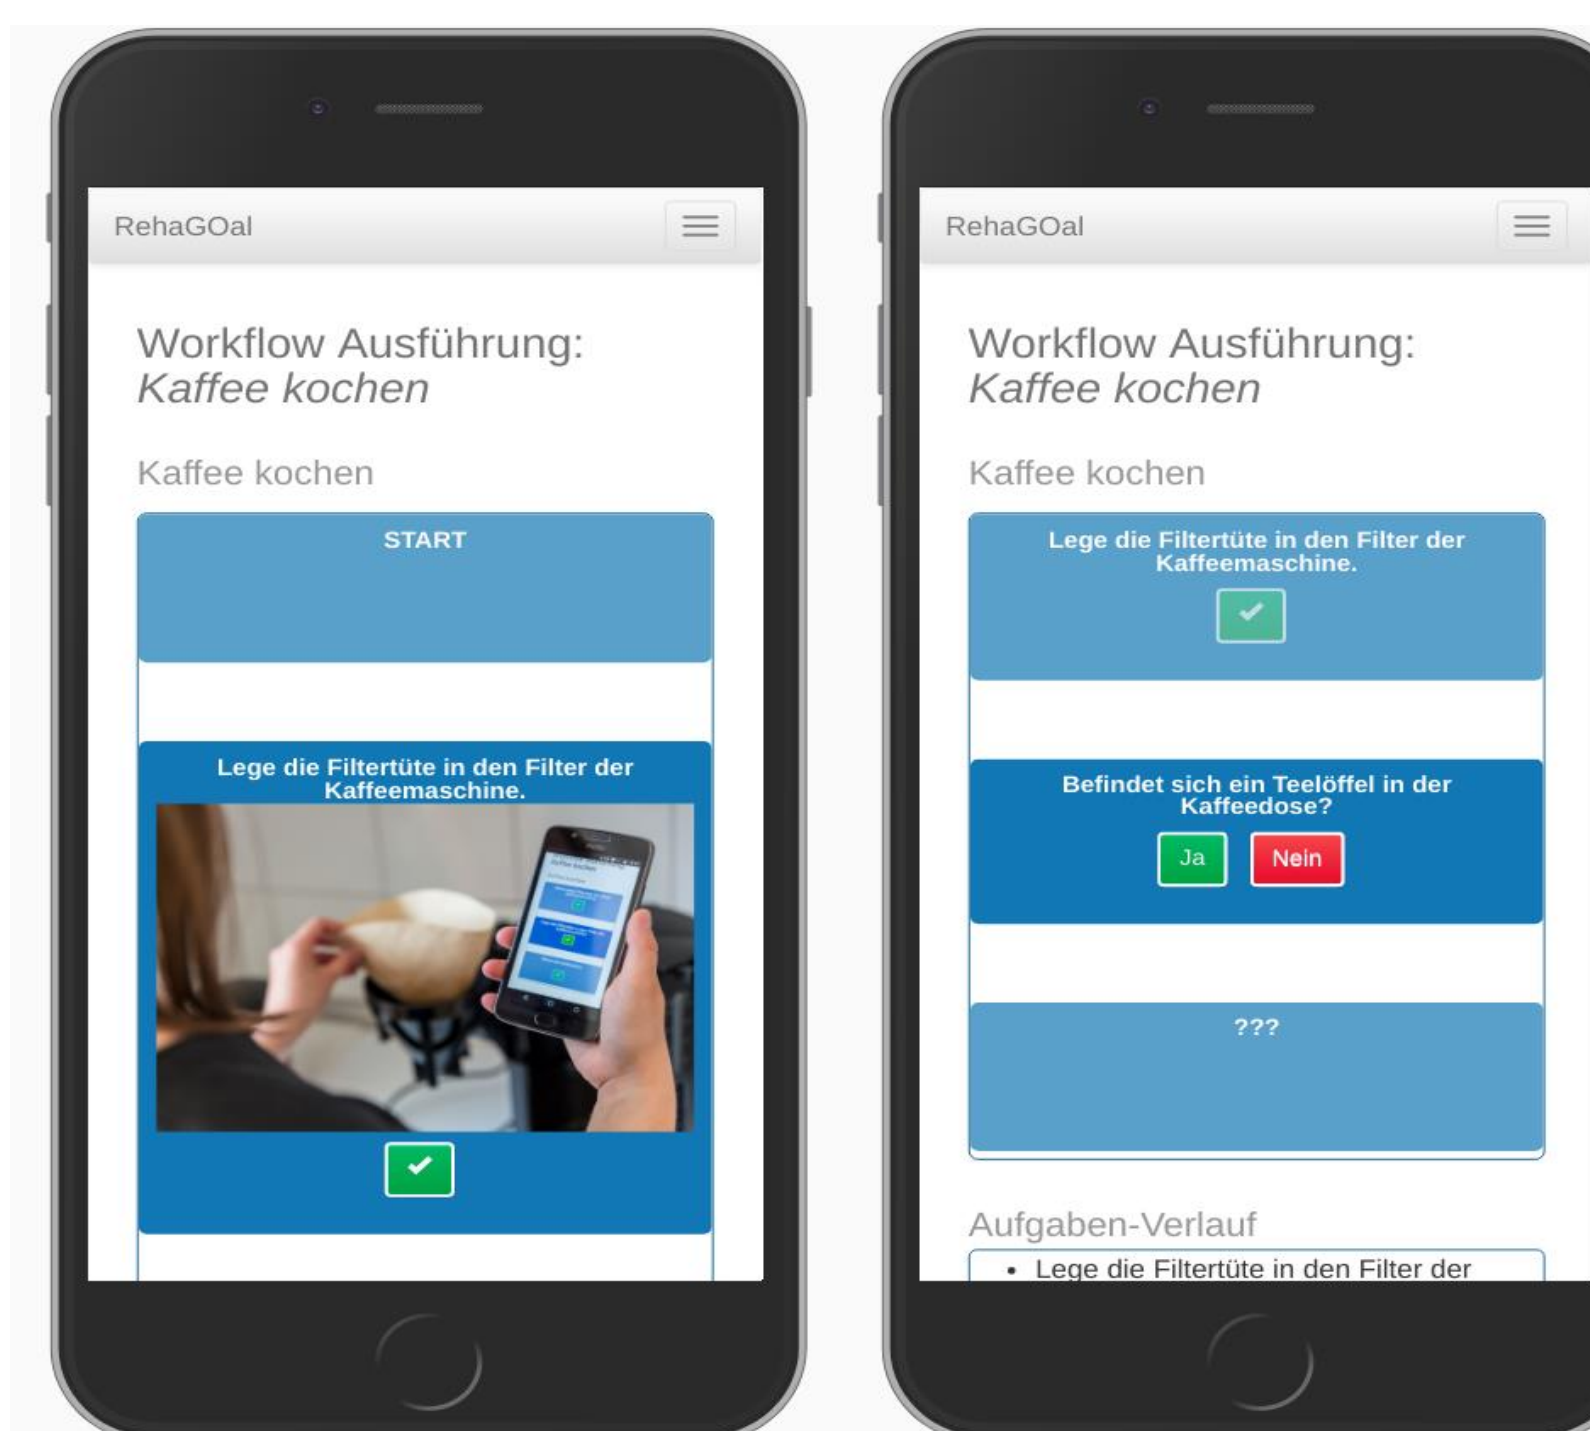 RehaGOal
Workflow Ausführung:
Kaffee kochen
Kaffee kochen
START
Lege die Filtertüte in den Filter der
Kaffeemaschine.
RehaGOal
Workflow Ausführung:
Kaffee kochen
Kaffee kochen
Lege die Filtertüte in den Filter der
Kaffeemaschine.
Befindet sich ein Teelöffel in der
Kaffeedose?
Ja Nein
???
Aufgaben-Verlauf
• Lege die Filtertüte in den Filter der